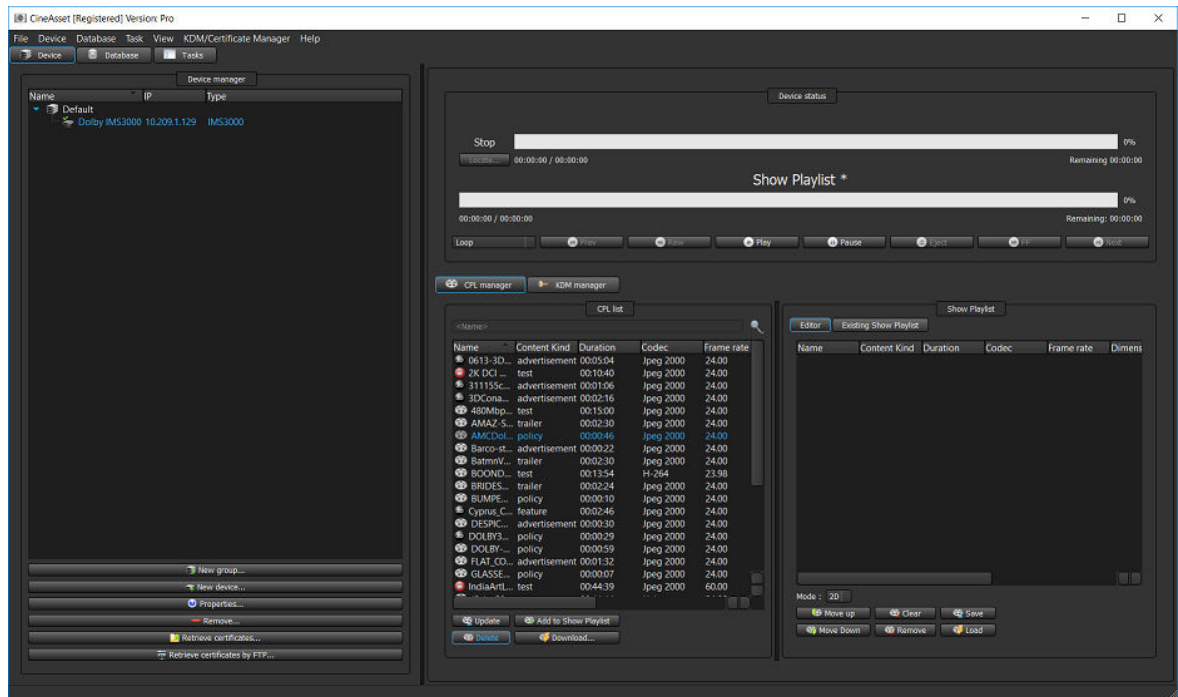 CineAsset [Registered] Version: Pro
File Device Database Task View KDM/Certificate Manager Help
Device Database Tasks
Device manager
Name IP Type
Default
Dolby IMS3000 10.209.1.129 IMS3000
New group...
New device...
Properties...
Remove...
Retrieve certificates...
Retrieve certificates by FTP...
Device status
Stop 0%
Locate... 00:00:00 / 00:00:00 Remaining 00:00:00
Show Playlist *
0%
00:00:00 / 00:00:00 Remaining: 00:00:00
Loop Prev Rew Play Pause Eject FF Next
CPL manager KDM manager
CPL list
<Name>
Name Content Kind Duration Codec Frame rate
0613-3D... advertisement 00:05:04 Jpeg 2000 24.00
2K DCI ... test 00:10:40 Jpeg 2000 24.00
311155c... advertisement 00:01:06 Jpeg 2000 24.00
3DCona... advertisement 00:02:16 Jpeg 2000 24.00
480Mbp... test 00:15:00 Jpeg 2000 24.00
AMAZ-S... trailer 00:02:30 Jpeg 2000 24.00
AMCDol... policy 00:00:46 Jpeg 2000 24.00
Barco-st... advertisement 00:00:22 Jpeg 2000 24.00
BatmnV... trailer 00:02:30 Jpeg 2000 24.00
BOOND... test 00:13:54 H-264 23.98
BRIDES... trailer 00:02:24 Jpeg 2000 24.00
BUMPE... policy 00:00:10 Jpeg 2000 24.00
Cyprus_C... feature 00:02:46 Jpeg 2000 24.00
DESPIC... advertisement 00:00:30 Jpeg 2000 24.00
DOLBY3... policy 00:00:29 Jpeg 2000 24.00
DOLBY-... policy 00:00:59 Jpeg 2000 24.00
FLAT_CO... advertisement 00:01:32 Jpeg 2000 24.00
GLASSE... policy 00:00:07 Jpeg 2000 24.00
IndiaArtL... test 00:44:39 Jpeg 2000 60.00
Update Add to Show Playlist
Delete Download...
Show Playlist
Editor Existing Show Playlist
Name Content Kind Duration Codec Frame rate Dimens
Mode : 2D
Move up Clear Save
Move Down Remove Load